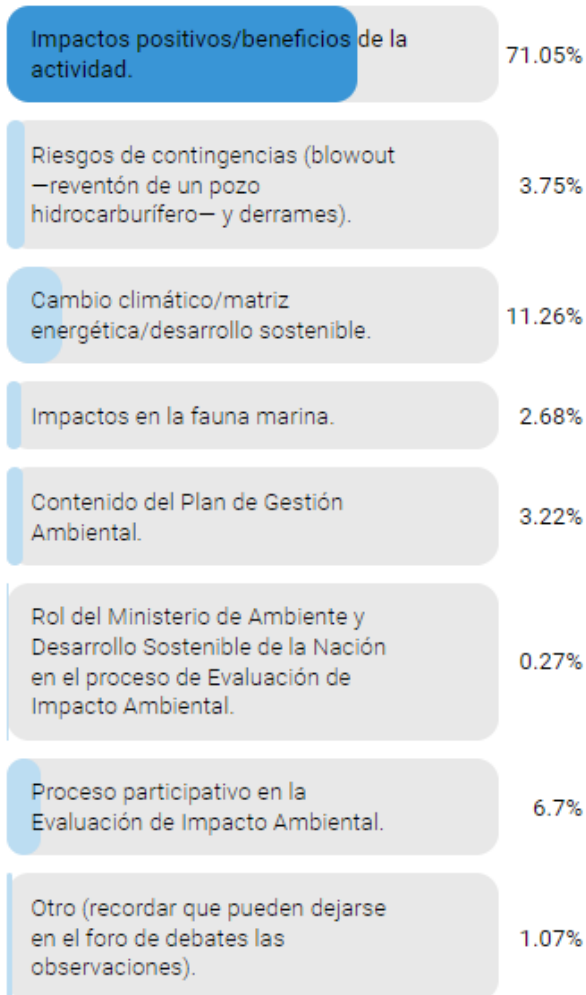 Impactos positivos/beneficios de la
actividad.
71.05%
Riesgos de contingencias (blowout
—reventón de un pozo
hidrocarburífero— y derrames).
3.75%
Cambio climático/matriz
energética/desarrollo sostenible.
11.26%
Impactos en la fauna marina.
2.68%
Contenido del Plan de Gestión
Ambiental.
3.22%
Rol del Ministerio de Ambiente y
Desarrollo Sostenible de la Nación
en el proceso de Evaluación de
Impacto Ambiental.
0.27%
Proceso participativo en la
Evaluación de Impacto Ambiental.
6.7%
Otro (recordar que pueden dejarse
en el foro de debates las
observaciones).
1.07%